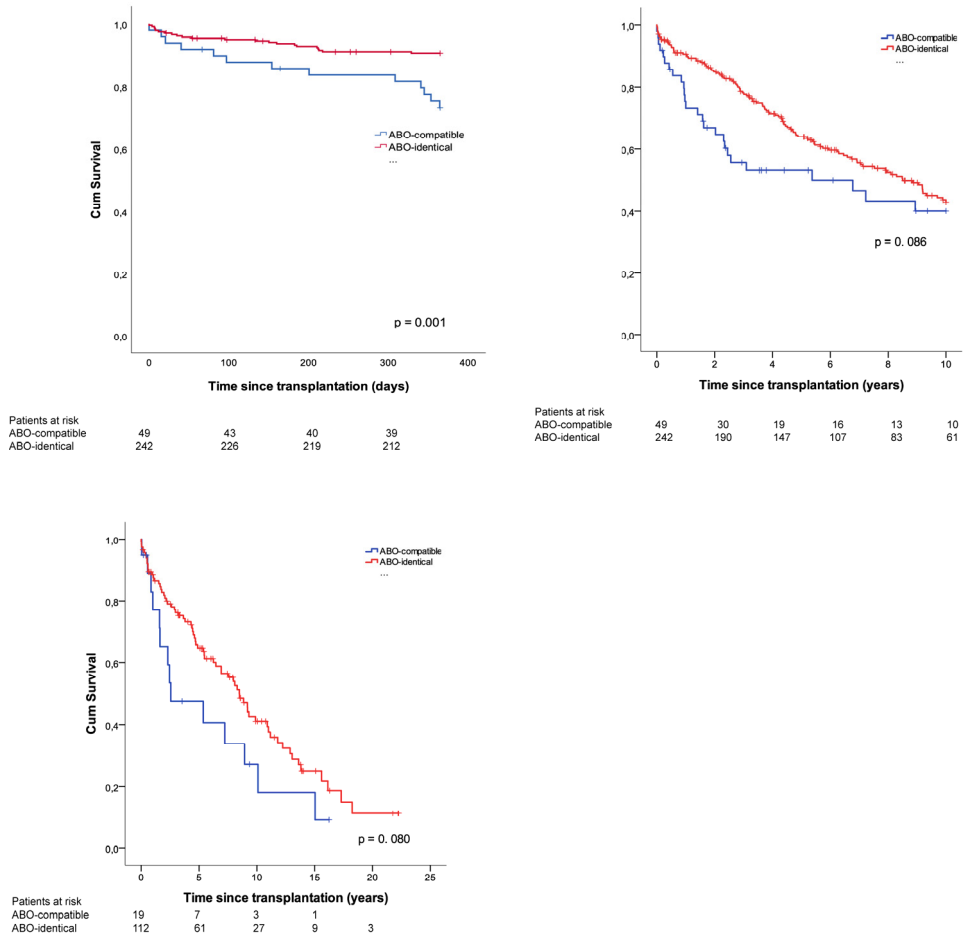 1,0
0,8
0,6
0,4
0,2
0,0
Cum Survival
ABO-compatible
ABO-identical
...
p = 0.001
0 100 200 300 400
Time since transplantation (days)
Patients at risk
ABO-compatible 49 43 40 39
ABO-identical 242 226 219 212
1,0
0,8
0,6
0,4
0,2
0,0
Cum Survival
ABO-compatible
ABO-identical
...
p = 0. 086
0 2 4 6 8 10
Time since transplantation (years)
Patients at risk
ABO-compatible 49 30 19 16 13 10
ABO-identical 242 190 147 107 83 61
1,0
0,8
0,6
0,4
0,2
0,0
Cum Survival
ABO-compatible
ABO-identical
...
p = 0. 080
0 5 10 15 20 25
Time since transplantation (years)
Patients at risk
ABO-compatible 19 7 3 1
ABO-identical 112 61 27 9 3